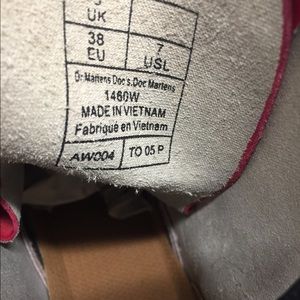 UK
38
EU
7
USL
Dr.Martens Doc's.Doc Martens
1460W
MADE IN VIETNAM
Fabriqué en Vietnam
AW004
TO 05 P